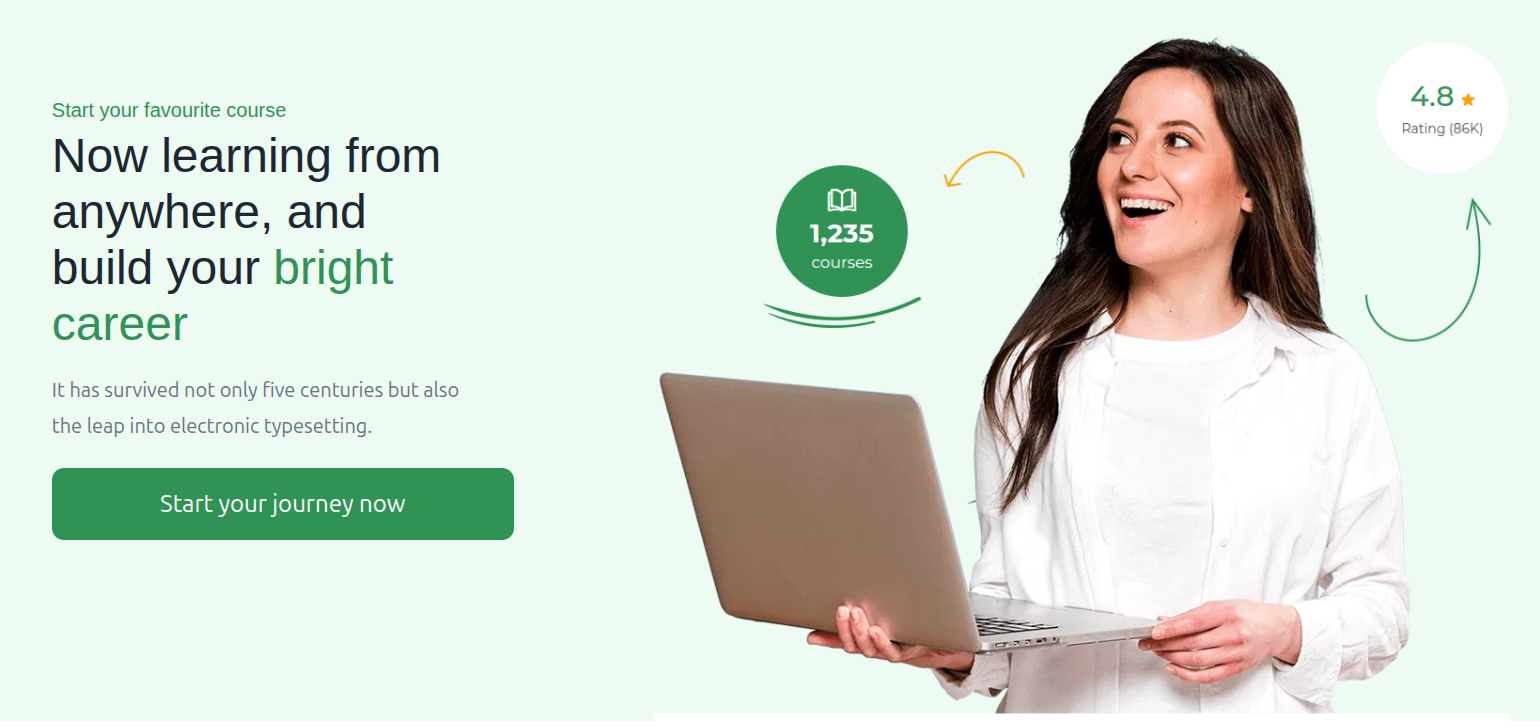 Start your favourite course
Now learning from
anywhere, and
build your bright
career
It has survived not only five centuries but also
the leap into electronic typesetting.
Start your journey now
1,235
courses
4.8
Rating (86K)